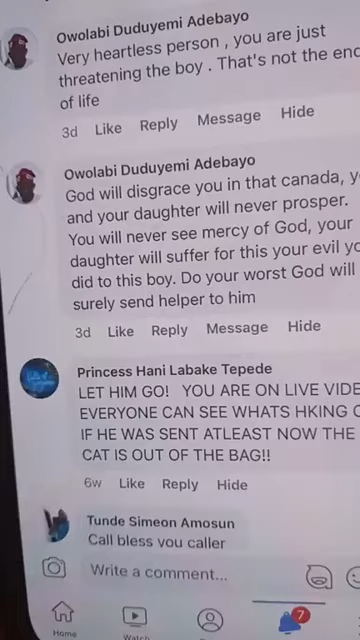 Owolabi Duduyemi Adebayo
Very heartless person , you are just
threatening the boy . That's not the end
of life
3d Like Reply Message Hide
Owolabi Duduyemi Adebayo
God will disgrace you in that canada,
and your daughter will never prosper.
You will never see mercy of God, your
daughter will suffer for this your evil
did to this boy. Do your worst God will
surely send helper to him
3d Like Reply Message Hide
Princess Hani Labake Tepede
LET HIM GO! YOU ARE ON LIVE VIDE
EVERYONE CAN SEE WHATS HKING
IF HE WAS SENT ATLEAST NOW THE
CAT IS OUT OF THE BAG!!
6w Like Reply Hide
Tunde Simeon Amosun
Call bless you caller
Write a comment...
7
Home Watch